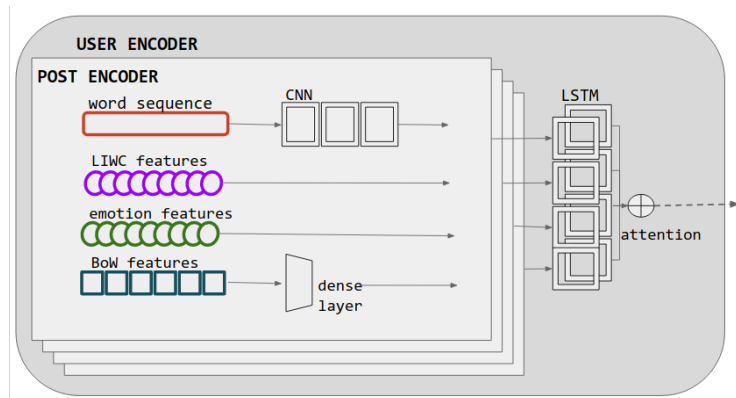 USER ENCODER
POST ENCODER
word sequence
CNN
LSTM
LIWC features
emotion features
attention
BoW features
dense
layer